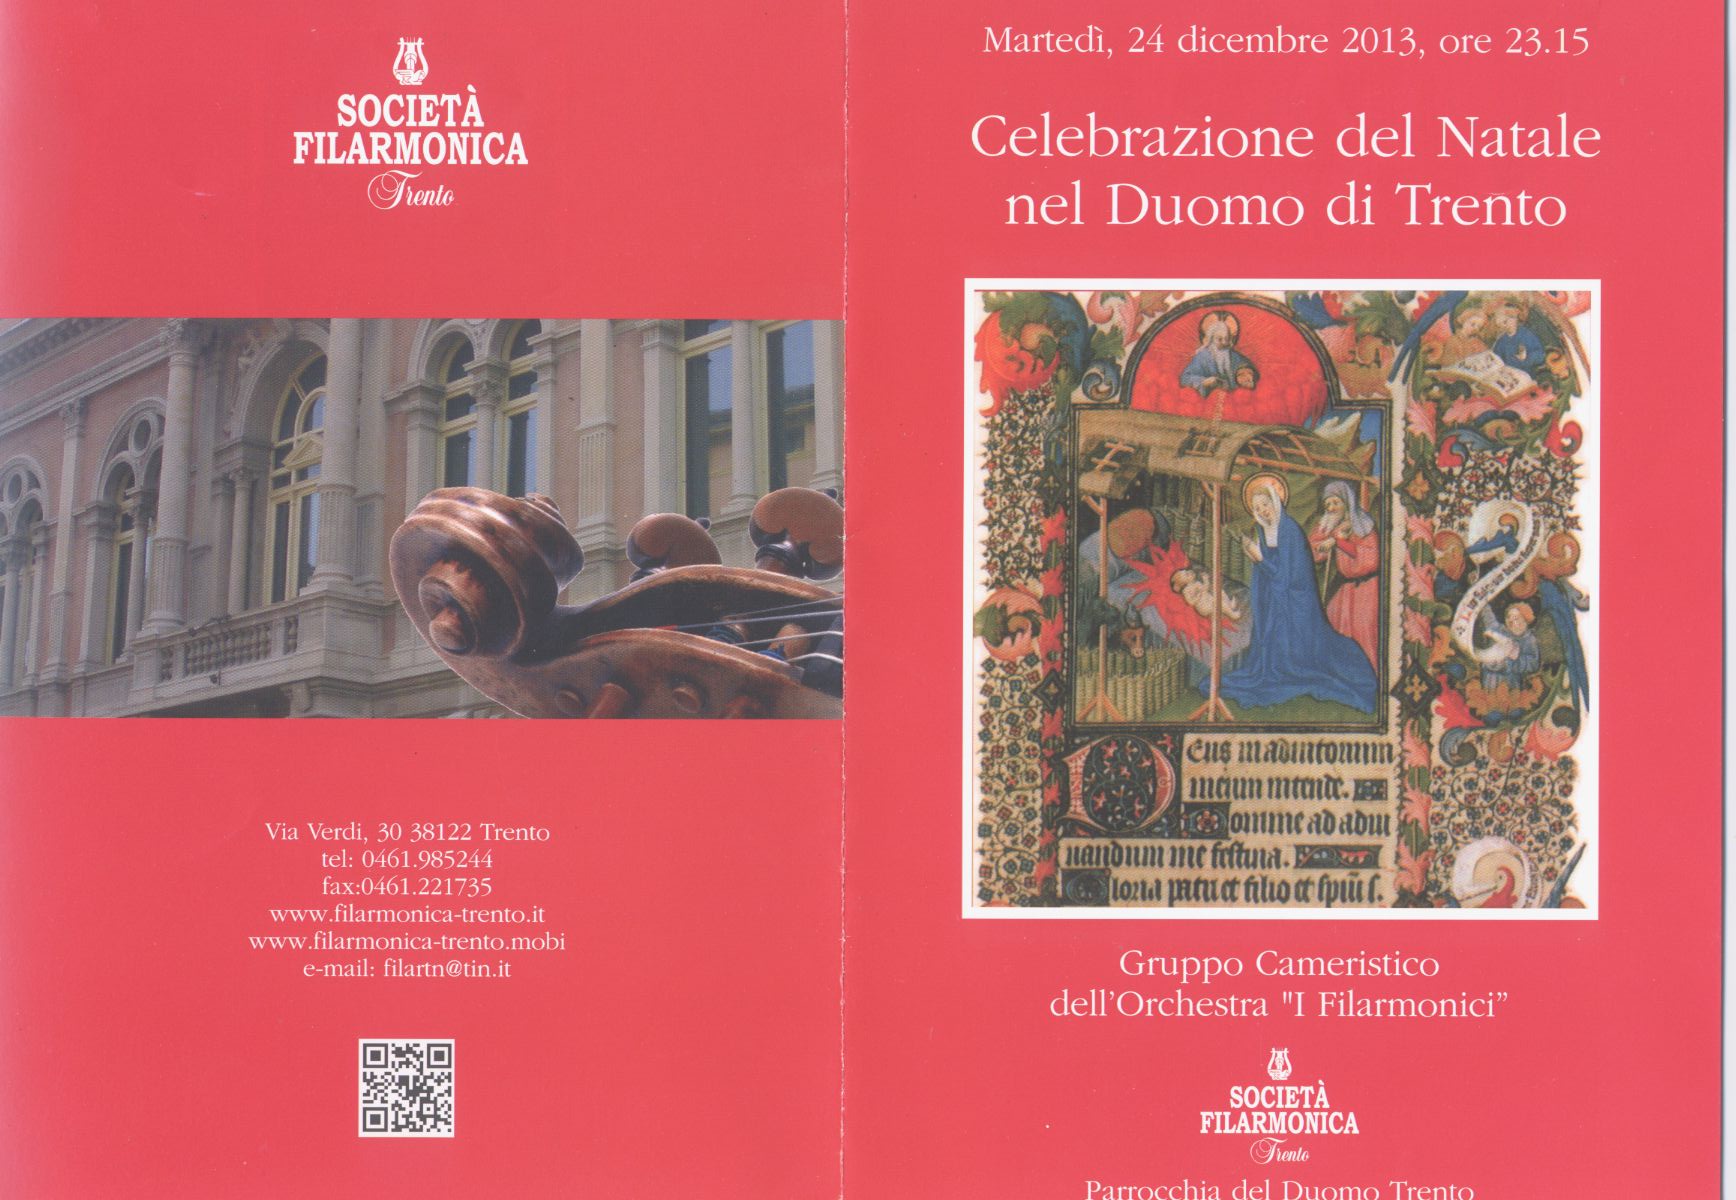 SOCIETÀ
FILARMONICA
Trento
Via Verdi, 30 38122 Trento
tel: 0461.985244
fax:0461.221735
www.filarmonica-trento.it
www.filarmonica-trento.mobi
e-mail: filartn@tin.it
Martedì, 24 dicembre 2013, ore 23.15
Celebrazione del Natale
nel Duomo di Trento
Deus in adiutorium
meum intende.
Domine ad adiu
uandum me festina.
Gloria patri et filio et
Gruppo Cameristico
dell’Orchestra "I Filarmonici”
SOCIETÀ
FILARMONICA
Trento
Parrocchia del Duomo Trento